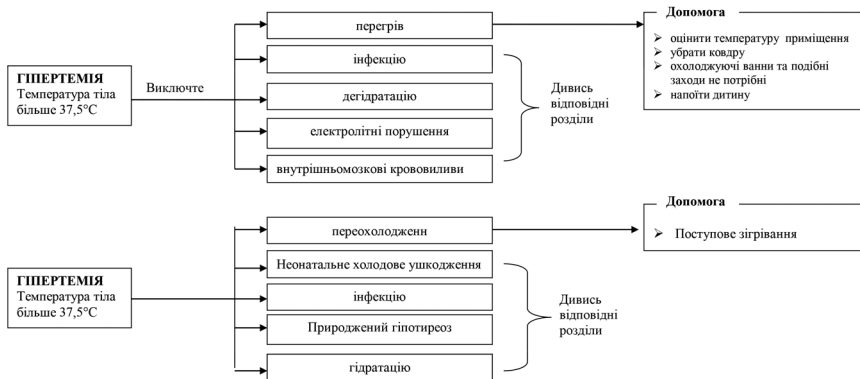 ГІПЕРТЕМІЯ
Температура тіла
більше 37,5°С
Виключте
перегрів
інфекцію
дегідратацію
електролітні порушення
внутрішньомозкові крововиливи
Дивись
відповідні
розділи
Допомога
➢ оцінити температуру приміщення
➢ убрати ковдру
➢ охолоджуючі ванни та подібні
заходи не потрібні
➢ напоїти дитину
ГІПЕРТЕМІЯ
Температура тіла
більше 37,5°С
переохолодженн
Неонатальне холодове ушкодження
інфекцію
Природжений гіпотиреоз
гідратацію
Дивись
відповідні
розділи
Допомога
➢ Поступове зігрівання